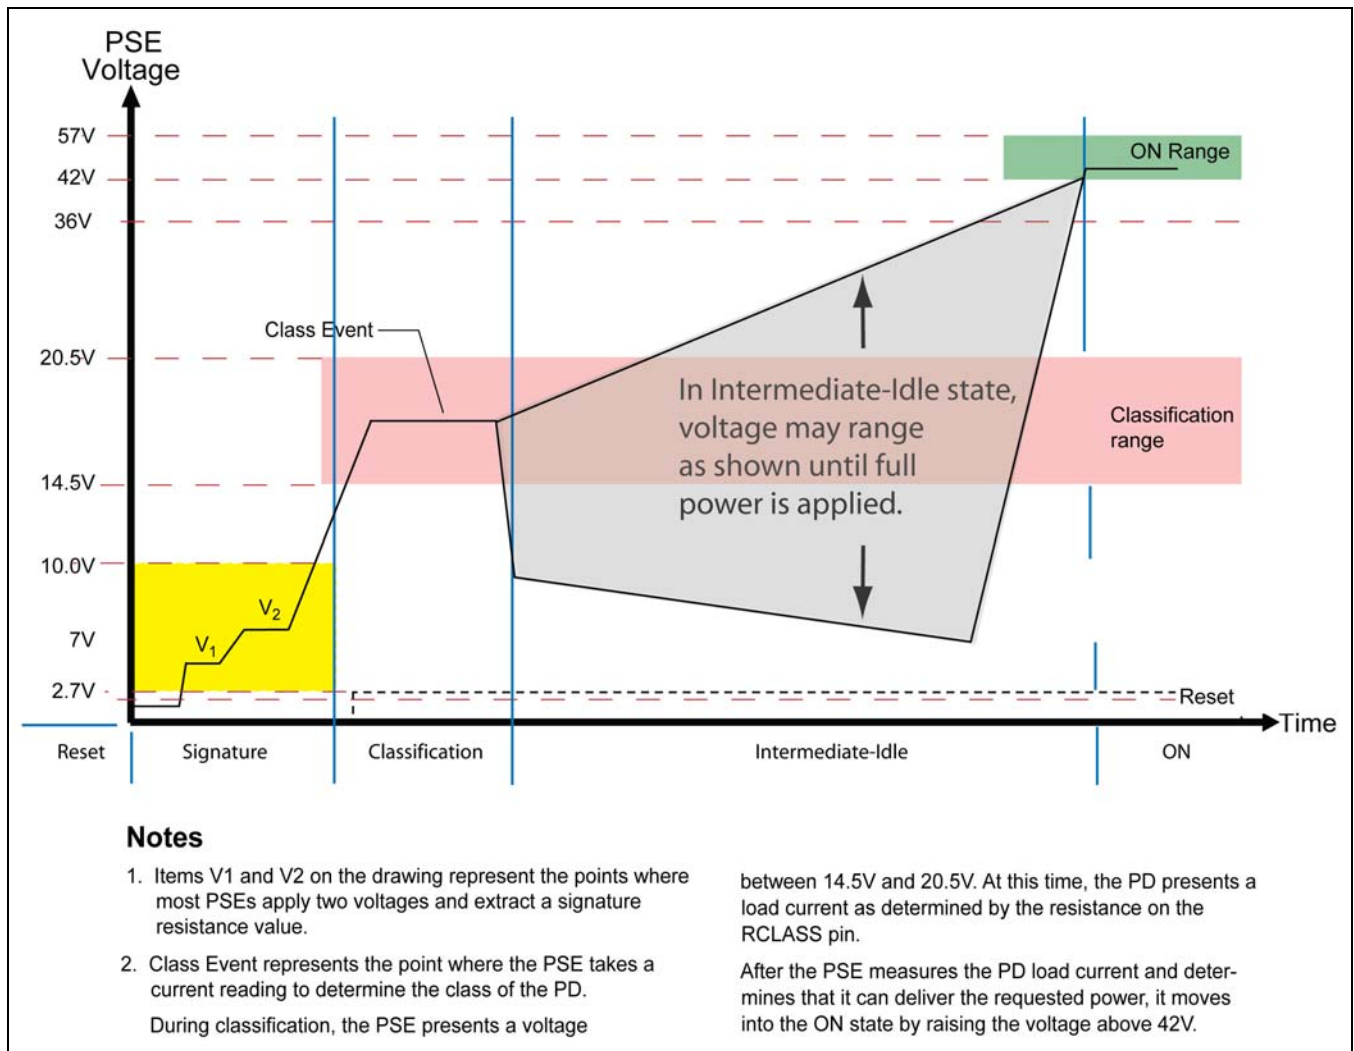 PSE
Voltage
57V
ON Range
42V
36V
Class Event
20.5V
In Intermediate-Idle state,
voltage may range
as shown until full
power is applied.
Classification
range
14.5V
10.0V
V2
7V
V1
2.7V
Reset
Time
Reset
Signature
Classification
Intermediate-Idle
ON
Notes
1. Items V1 and V2 on the drawing represent the points where
most PSEs apply two voltages and extract a signature
resistance value.
2. Class Event represents the point where the PSE takes a
current reading to determine the class of the PD.
During classification, the PSE presents a voltage
between 14.5V and 20.5V. At this time, the PD presents a
load current as determined by the resistance on the
RCLASS pin.
After the PSE measures the PD load current and deter-
mines that it can deliver the requested power, it moves
into the ON state by raising the voltage above 42V.